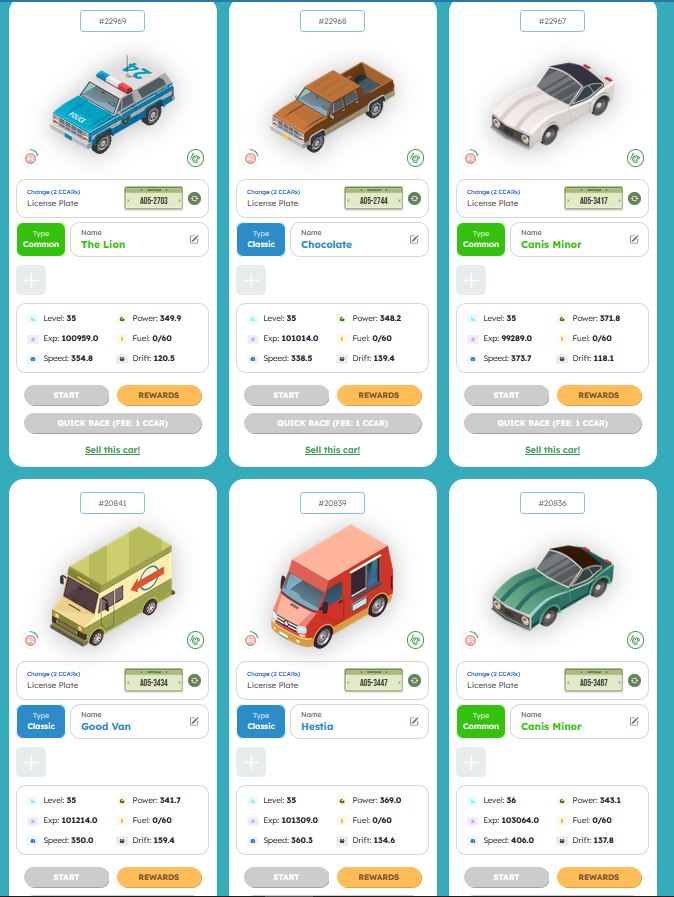 #22969
24
POLICE
Change (2 CCARs)
License Plate
A05-2703
Type
Common
Name
The Lion
Level: 35
Power: 349.9
Exp: 100959.0
Fuel: 0/60
Speed: 354.8
Drift: 120.5
START
REWARDS
QUICK RACE (FEE: 1 CCAR)
Sell this car!
#22968
Change (2 CCARs)
License Plate
A05-2744
Type
Classic
Name
Chocolate
Level: 35
Power: 348.2
Exp: 101014.0
Fuel: 0/60
Speed: 338.5
Drift: 139.4
START
REWARDS
QUICK RACE (FEE: 1 CCAR)
Sell this car!
#22967
Change (2 CCARs)
License Plate
A05-3417
Type
Common
Name
Canis Minor
Level: 35
Power: 371.8
Exp: 99289.0
Fuel: 0/60
Speed: 373.7
Drift: 118.1
START
REWARDS
QUICK RACE (FEE: 1 CCAR)
Sell this car!
#20841
Change (2 CCARs)
License Plate
A05-3434
Type
Classic
Name
Good Van
Level: 35
Power: 341.7
Exp: 101214.0
Fuel: 0/60
Speed: 350.0
Drift: 159.4
START
REWARDS
#20839
Change (2 CCARs)
License Plate
A05-3447
Type
Classic
Name
Hestia
Level: 35
Power: 369.0
Exp: 101309.0
Fuel: 0/60
Speed: 360.3
Drift: 134.6
START
REWARDS
#20836
Change (2 CCARs)
License Plate
A05-3487
Type
Common
Name
Canis Minor
Level: 36
Power: 343.1
Exp: 103064.0
Fuel: 0/60
Speed: 406.0
Drift: 137.8
START
REWARDS